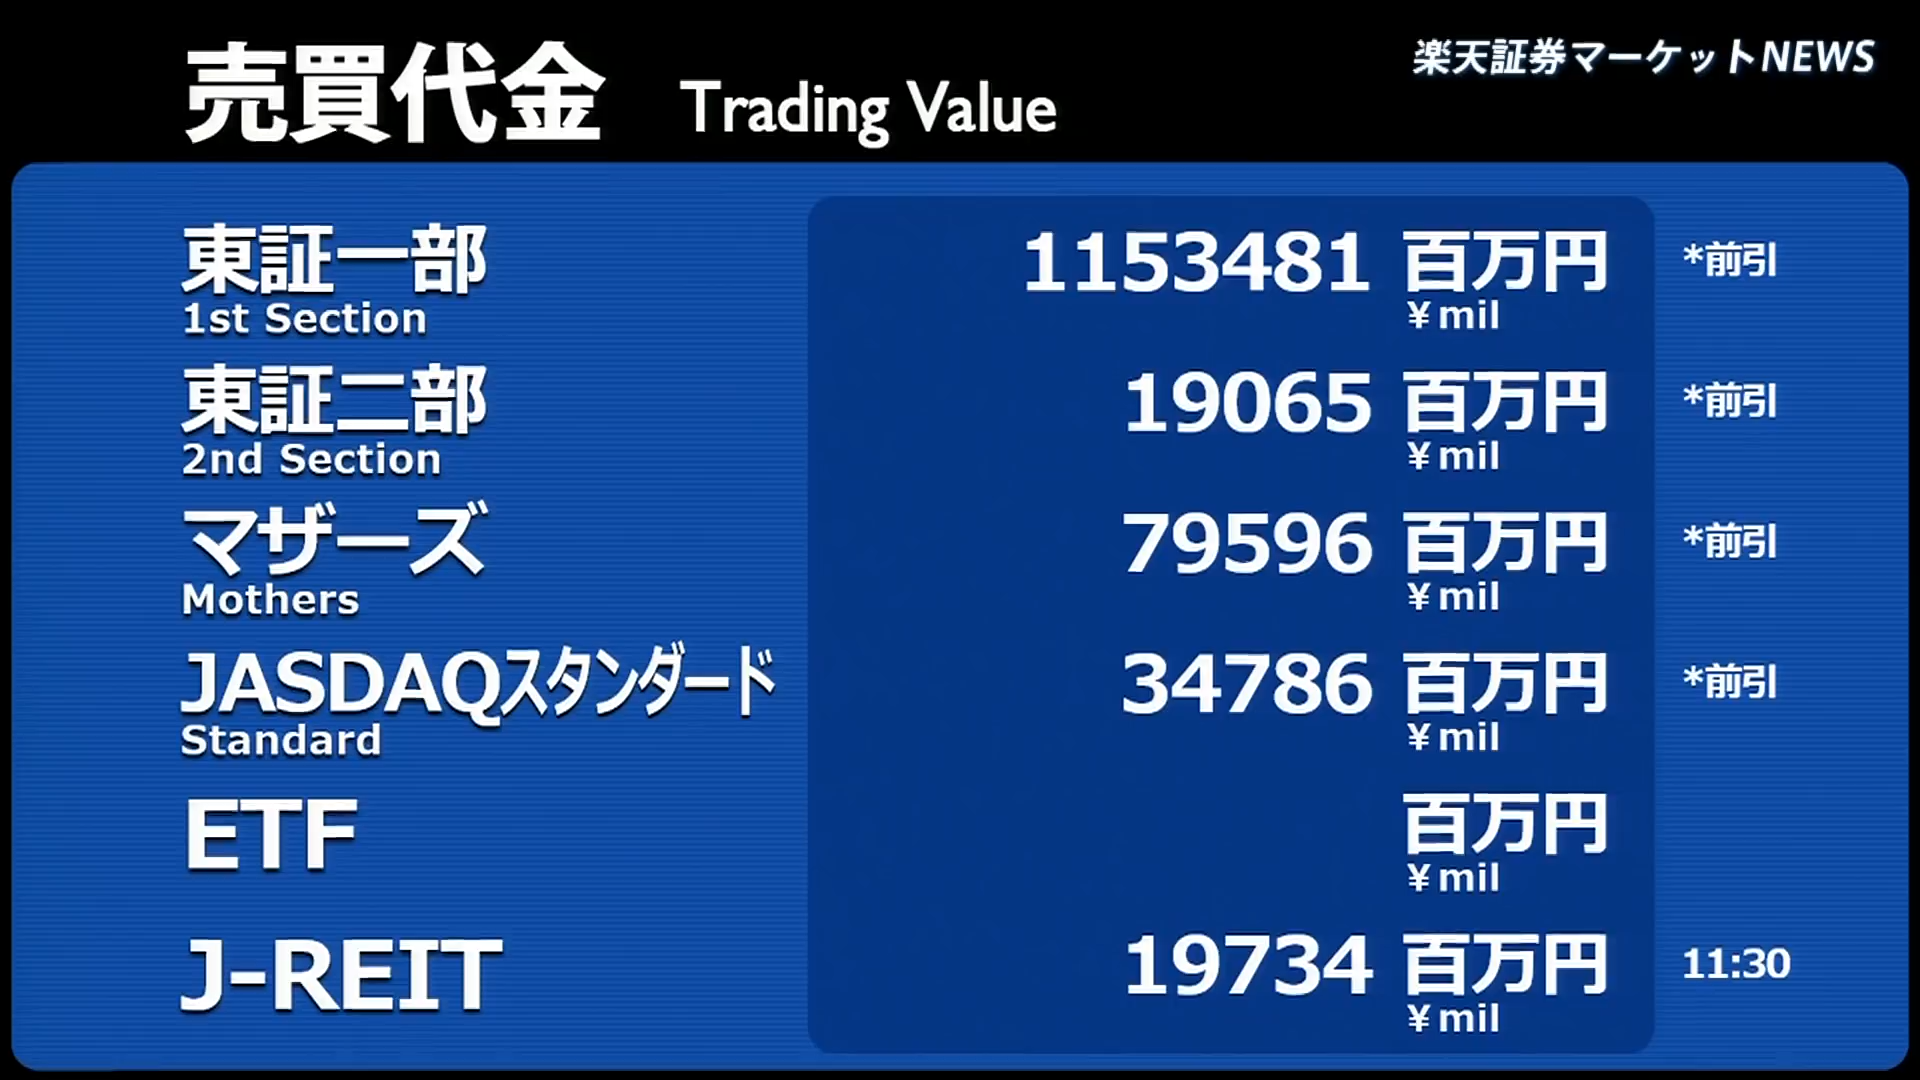 売買代金 Trading Value
楽天証券マーケットNEWS
東証一部 1153481 百万円 *前引
1st Section ¥mil
東証二部 19065 百万円 *前引
2nd Section ¥mil
マザーズ 79596 百万円 *前引
Mothers ¥mil
JASDAQスタンダード 34786 百万円 *前引
Standard ¥mil
ETF 百万円
¥mil
J-REIT 19734 百万円 11:30
¥mil